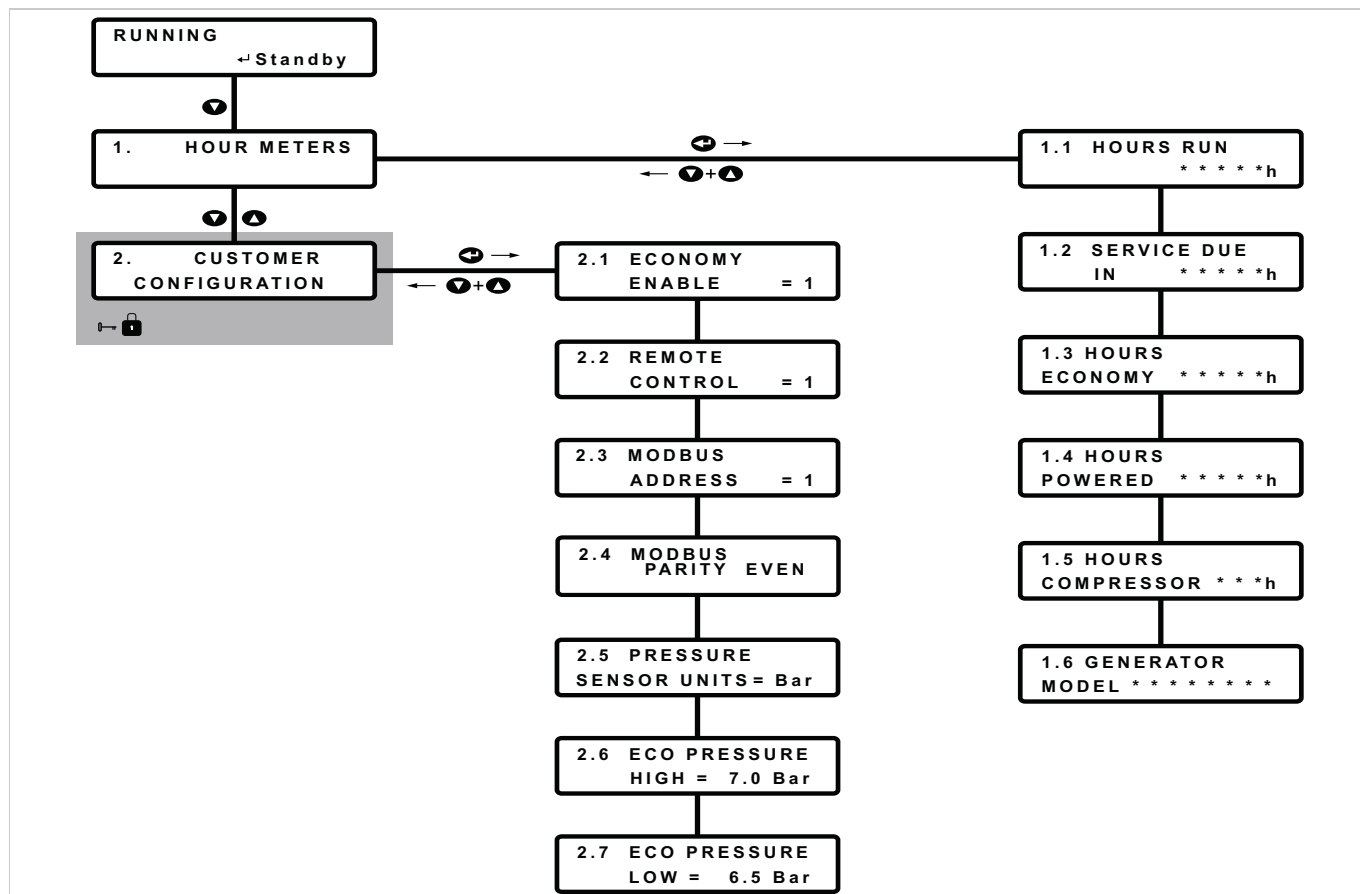 RUNNING
↵Standby
1. HOUR METERS
+
2. CUSTOMER
CONFIGURATION
+
2.1 ECONOMY
ENABLE = 1
2.2 REMOTE
CONTROL = 1
2.3 MODBUS
ADDRESS = 1
2.4 MODBUS
PARITY EVEN
2.5 PRESSURE
SENSOR UNITS = Bar
2.6 ECO PRESSURE
HIGH = 7.0 Bar
2.7 ECO PRESSURE
LOW = 6.5 Bar
1.1 HOURS RUN
* * * * *h
1.2 SERVICE DUE
IN * * * * *h
1.3 HOURS
ECONOMY * * * * *h
1.4 HOURS
POWERED * * * * *h
1.5 HOURS
COMPRESSOR * * *h
1.6 GENERATOR
MODEL * * * * * * * *